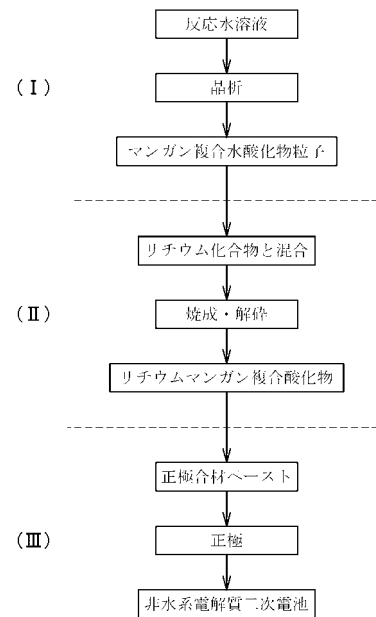 反応水溶液
(Ⅰ)
晶析
マンガン複合水酸化物粒子
リチウム化合物と混合
(Ⅱ)
焼成・解砕
リチウムマンガン複合酸化物
正極合材ペースト
(Ⅲ)
正極
非水系電解質二次電池